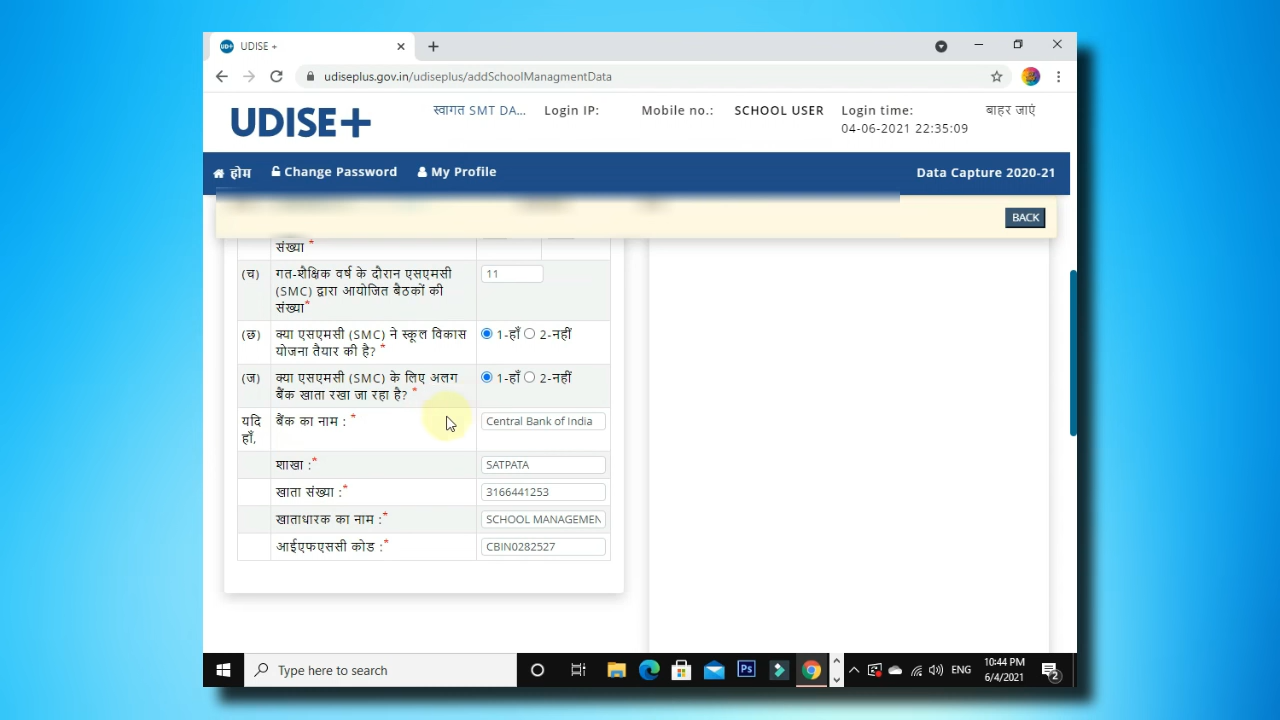 UDISE +
udiseplus.gov.in/udiseplus/addSchoolManagmentData
UDISE+
स्वागत SMT DA... Login IP: Mobile no.: SCHOOL USER Login time: बाहर जाएं
04-06-2021 22:35:09
होम Change Password My Profile Data Capture 2020-21
BACK
संख्या *
(च) गत-शैक्षिक वर्ष के दौरान एसएमसी 11
(SMC) द्वारा आयोजित बैठकों की
संख्या*
(छ) क्या एसएमसी (SMC) ने स्कूल विकास 1-हाँ 2-नहीं
योजना तैयार की है? *
(ज) क्या एसएमसी (SMC) के लिए अलग 1-हाँ 2-नहीं
बैंक खाता रखा जा रहा है? *
यदि बैंक का नाम : * Central Bank of India
हाँ,
शाखा :* SATPATA
खाता संख्या :* 3166441253
खाताधारक का नाम :* SCHOOL MANAGEMEN
आईएफएससी कोड :* CBIN0282527
Type here to search Ps ENG 10:44 PM
6/4/2021 2